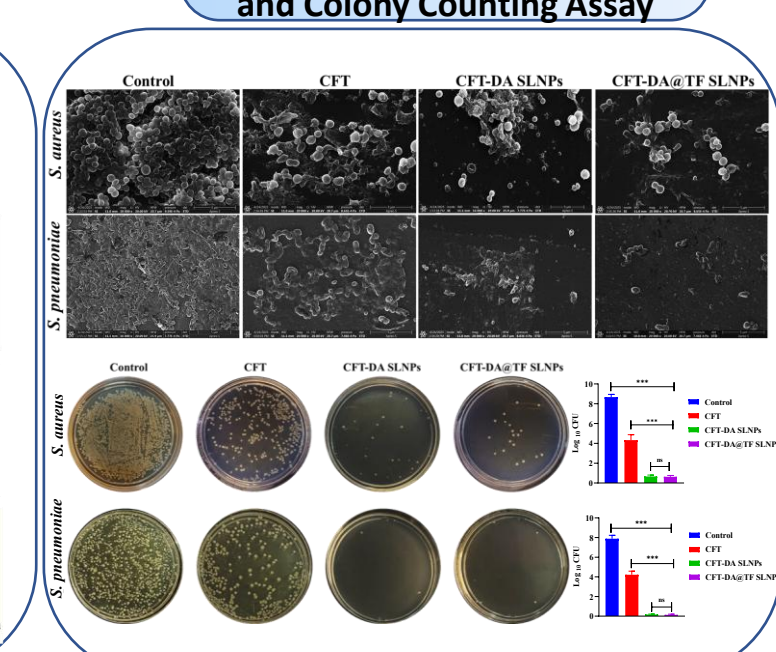 and Colony Counting Assay
Control CFT CFT-DA SLNPs CFT-DA@TF SLNPs
S. aureus
S. pneumoniae
Control CFT CFT-DA SLNPs CFT-DA@TF SLNPs
S. aureus
Log 10 CFU
10
8
6
4
2
0
***
***
ns
Control
CFT
CFT-DA SLNPs
CFT-DA@TF SLNP
S. pneumoniae
Log 10 CFU
10
8
6
4
2
0
***
***
ns
Control
CFT
CFT-DA SLNPs
CFT-DA@TF SLNP